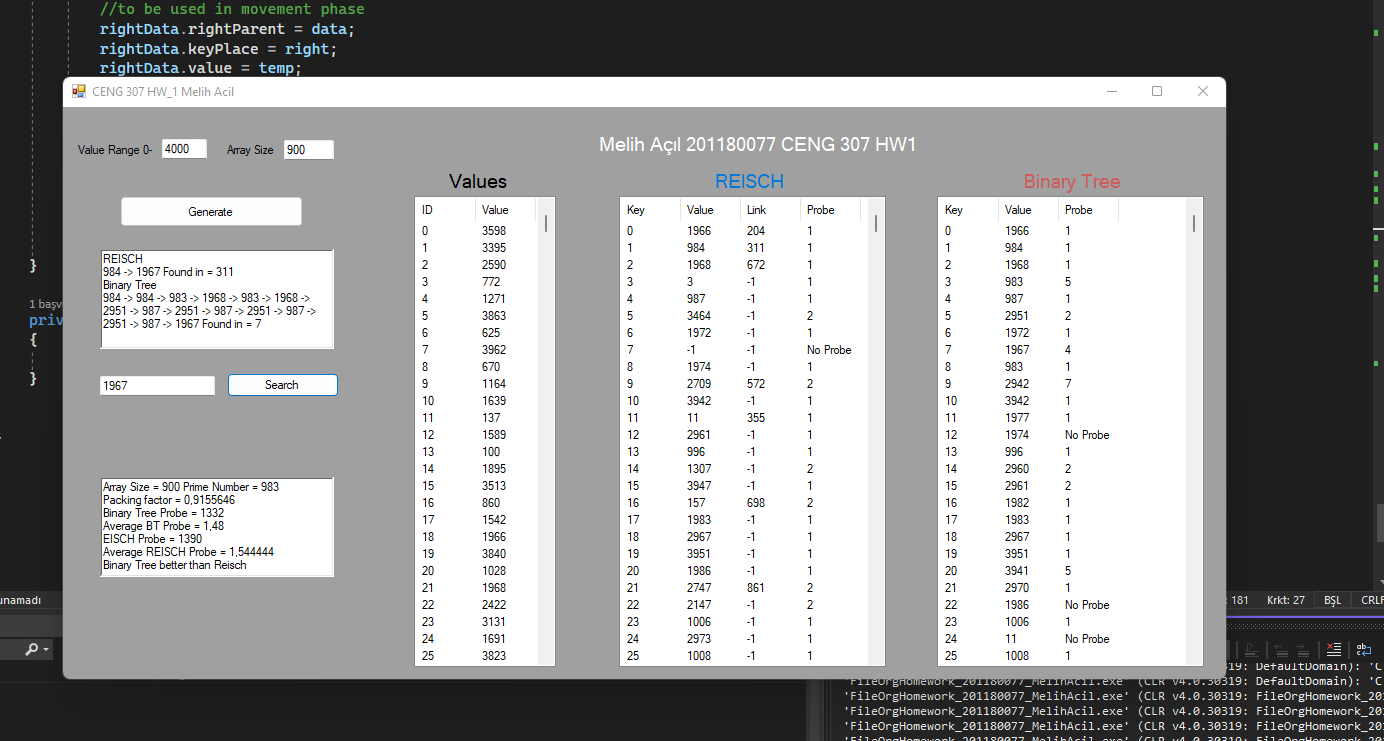 //to be used in movement phase
rightData.rightParent = data;
rightData.keyPlace = right;
rightData.value = temp;
}
1 başv
priv
{
}
CENG 307 HW_1 Melih Acil
Value Range 0- 4000 Array Size 900
Generate
REISCH
984 -> 1967 Found in = 311
Binary Tree
984 -> 984 -> 983 -> 1968 -> 983 -> 1968 ->
2951 -> 987 -> 2951 -> 987 -> 2951 -> 987 ->
2951 -> 987 -> 1967 Found in = 7
1967 Search
Array Size = 900 Prime Number = 983
Packing factor = 0,9155646
Binary Tree Probe = 1332
Average BT Probe = 1,48
EISCH Probe = 1390
Average REISCH Probe = 1,544444
Binary Tree better than Reisch
Melih Açıl 201180077 CENG 307 HW1
Values
ID Value
0 3598
1 3395
2 2590
3 772
4 1271
5 3863
6 625
7 3962
8 670
9 1164
10 1639
11 137
12 1589
13 100
14 1895
15 3513
16 860
17 1542
18 1966
19 3840
20 1028
21 1968
22 2422
23 3131
24 1691
25 3823
REISCH
Key Value Link Probe
0 1966 204 1
1 984 311 1
2 1968 672 1
3 3 -1 1
4 987 -1 1
5 3464 -1 2
6 1972 -1 1
7 -1 -1 No Probe
8 1974 -1 1
9 2709 572 2
10 3942 -1 1
11 11 355 1
12 2961 -1 1
13 996 -1 1
14 1307 -1 2
15 3947 -1 1
16 157 698 2
17 1983 -1 1
18 2967 -1 1
19 3951 -1 1
20 1986 -1 1
21 2747 861 2
22 2147 -1 2
23 1006 -1 1
24 2973 -1 1
25 1008 -1 1
Binary Tree
Key Value Probe
0 1966 1
1 984 1
2 1968 1
3 983 5
4 987 1
5 2951 2
6 1972 1
7 1967 4
8 983 1
9 2942 7
10 3942 1
11 1977 1
12 1974 No Probe
13 996 1
14 2960 2
15 2961 2
16 1982 1
17 1983 1
18 2967 1
19 3951 1
20 3941 5
21 2970 1
22 1986 No Probe
23 1006 1
24 11 No Probe
25 1008 1
unamadı
: 181 Krkt: 27 BŞL CRLF
319: DefaultDomain): 'C
'FileOrgHomework_201180077_MelihAcil.exe' (CLR v4.0.30319: DefaultDomain): 'C
'FileOrgHomework_201180077_MelihAcil.exe' (CLR v4.0.30319: FileOrgHomework_201
'FileOrgHomework_201180077_MelihAcil.exe' (CLR v4.0.30319: FileOrgHomework_201
'FileOrgHomework_201180077_MelihAcil.exe' (CLR v4.0.30319: FileOrgHomework_201